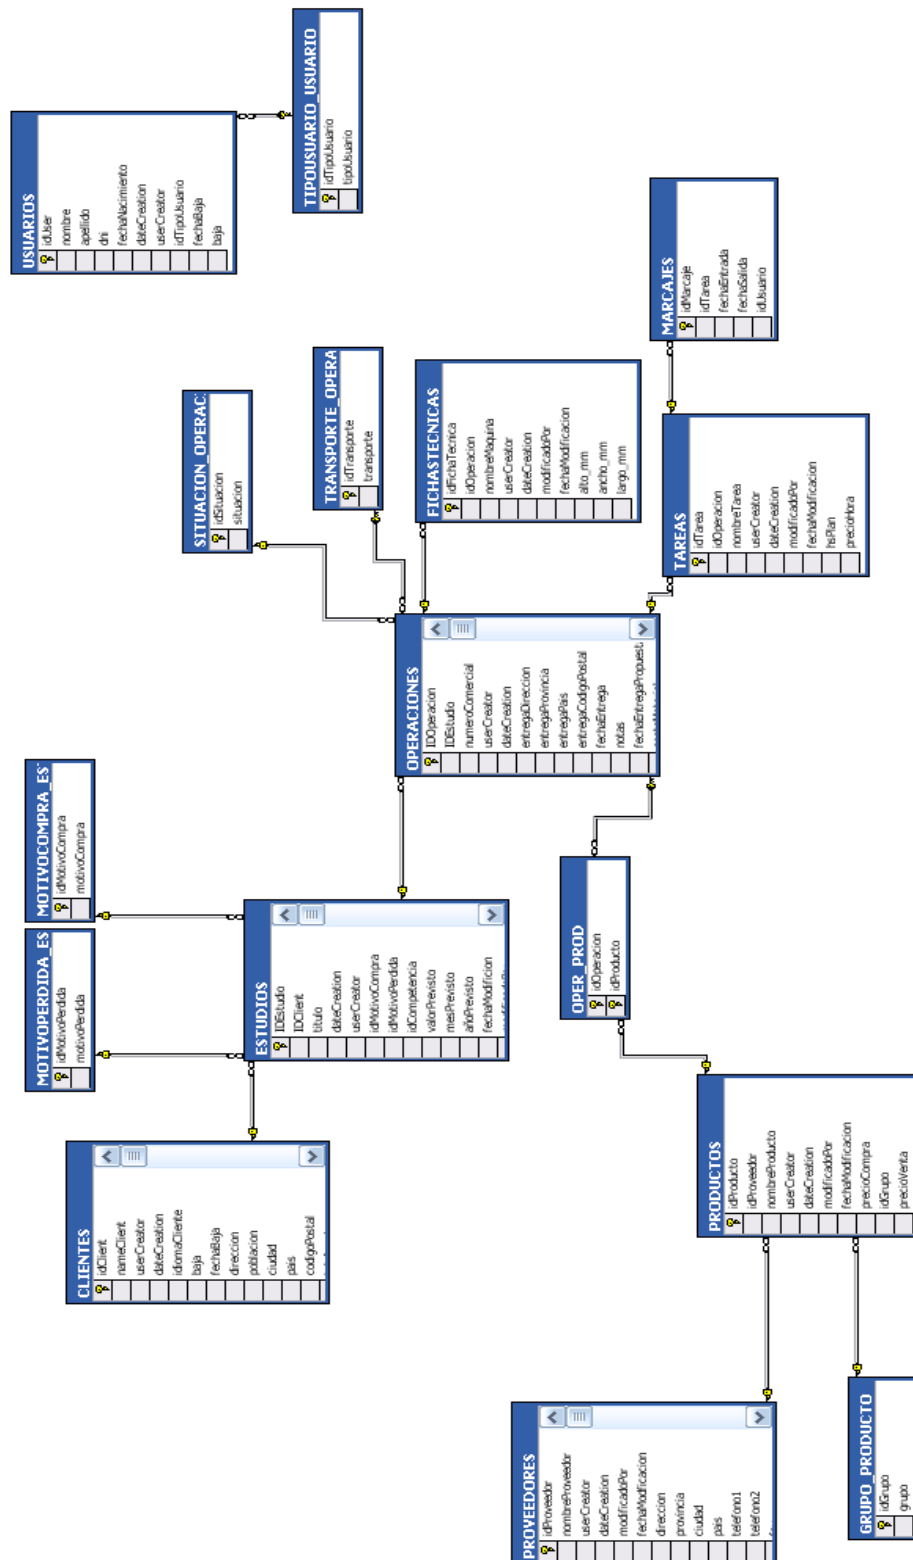 MOTIVOPERDIDA_ES
idMotivoPerdida
motivoPerdida
MOTIVOCOMPRA_ES
idMotivoCompra
motivoCompra
USUARIOS
idUser
nombre
apellido
dni
fechaNacimiento
dateCreation
userCreator
idTipoUsuario
fechaBaja
baja
CLIENTES
idClient
nameClient
userCreator
dateCreation
idiomaCliente
baja
fechaBaja
direccion
poblacion
ciudad
pais
codigoPostal
SITUACION_OPERAC
idSituacion
situacion
ESTUDIOS
IDEstudio
IDClient
titulo
dateCreation
userCreator
idMotivoCompra
idMotivoPerdida
idCompetencia
valorPrevisto
mesPrevisto
añoPrevisto
fechaModificion
TIPOUSUARIO_USUARIO
idTipoUsuario
tipoUsuario
TRANSPORTE_OPERA
idTransporte
transporte
OPERACIONES
IDOperacion
IDEstudio
numeroComercial
userCreator
dateCreation
entregaDireccion
entregaProvincia
entregaPais
entregaCodigoPostal
fechaEntrega
notas
fechaEntregaPropuest
FICHASTECNICAS
idFichaTecnica
idOperacion
nombreMaquina
userCreator
dateCreation
modificadoPor
fechaModificacion
alto_mm
ancho_mm
largo_mm
PROVEEDORES
idProveedor
nombreProveedor
userCreator
dateCreation
modificadoPor
fechaModificacion
direccion
provincia
ciudad
pais
telefono1
telefono2
OPER_PROD
idOperacion
idProducto
MARCAJES
idMarcaje
idTarea
fechaEntrada
fechaSalida
idUsuario
TAREAS
idTarea
idOperacion
nombreTarea
userCreator
dateCreation
modificadoPor
fechaModificacion
hsPlan
precioHora
PRODUCTOS
idProducto
idProveedor
nombreProducto
userCreator
dateCreation
modificadoPor
fechaModificacion
precioCompra
idGrupo
precioVenta
GRUPO_PRODUCTO
idGrupo
grupo